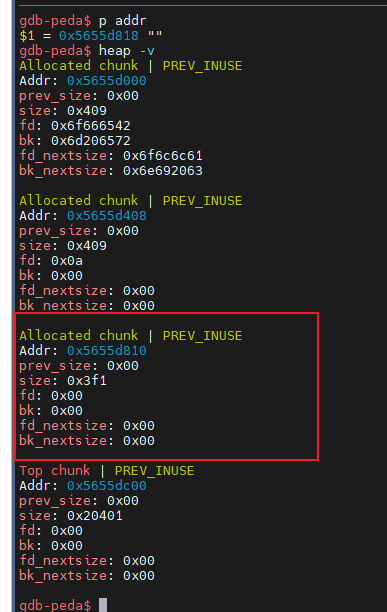 gdb-peda$ p addr
$1 = 0x5655d818 ""
gdb-peda$ heap -v
Allocated chunk | PREV_INUSE
Addr: 0x5655d000
prev_size: 0x00
size: 0x409
fd: 0x6f666542
bk: 0x6d206572
fd_nextsize: 0x6f6c6c61
bk_nextsize: 0x6e692063
Allocated chunk | PREV_INUSE
Addr: 0x5655d408
prev_size: 0x00
size: 0x409
fd: 0x0a
bk: 0x00
fd_nextsize: 0x00
bk_nextsize: 0x00
Allocated chunk | PREV_INUSE
Addr: 0x5655d810
prev_size: 0x00
size: 0x3f1
fd: 0x00
bk: 0x00
fd_nextsize: 0x00
bk_nextsize: 0x00
Top chunk | PREV_INUSE
Addr: 0x5655dc00
prev_size: 0x00
size: 0x20401
fd: 0x00
bk: 0x00
fd_nextsize: 0x00
bk_nextsize: 0x00
gdb-peda$